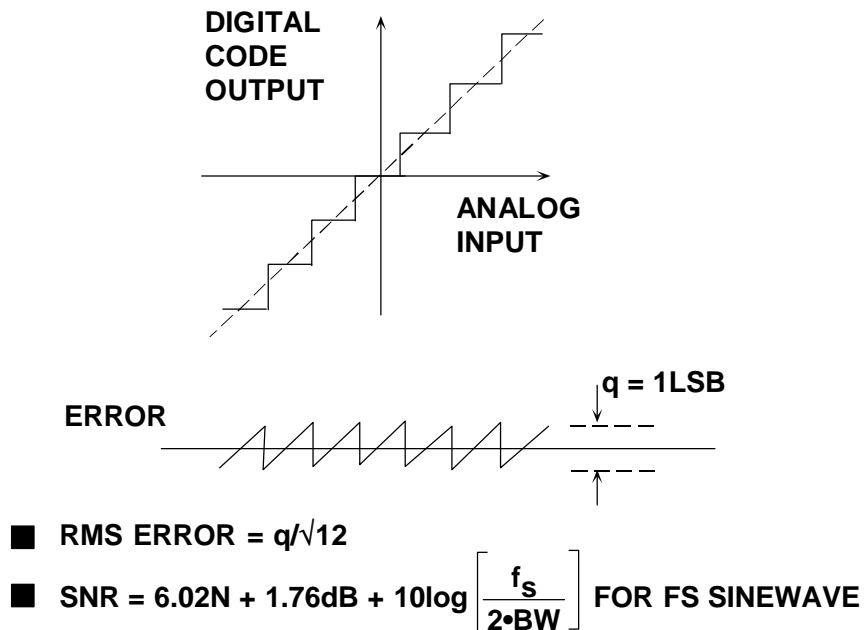 DIGITAL
CODE
OUTPUT
ANALOG
INPUT
q = 1LSB
ERROR
■ RMS ERROR = q/√12
■ SNR = 6.02N + 1.76dB + 10log [ fs / 2•BW ] FOR FS SINEWAVE